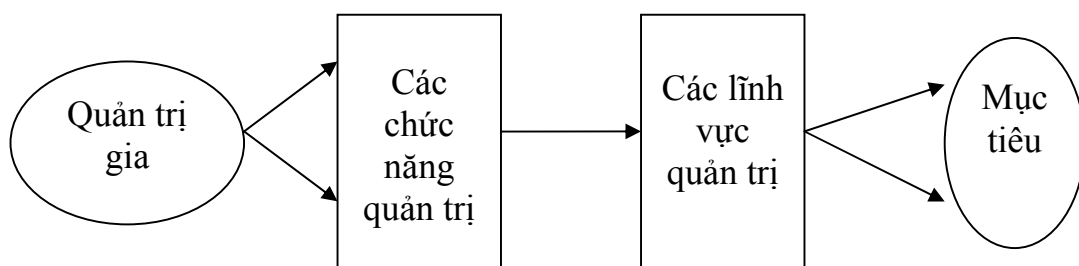 Quản trị
gia
Các
chức
năng
quản trị
Các lĩnh
vực
quản trị
Mục
tiêu